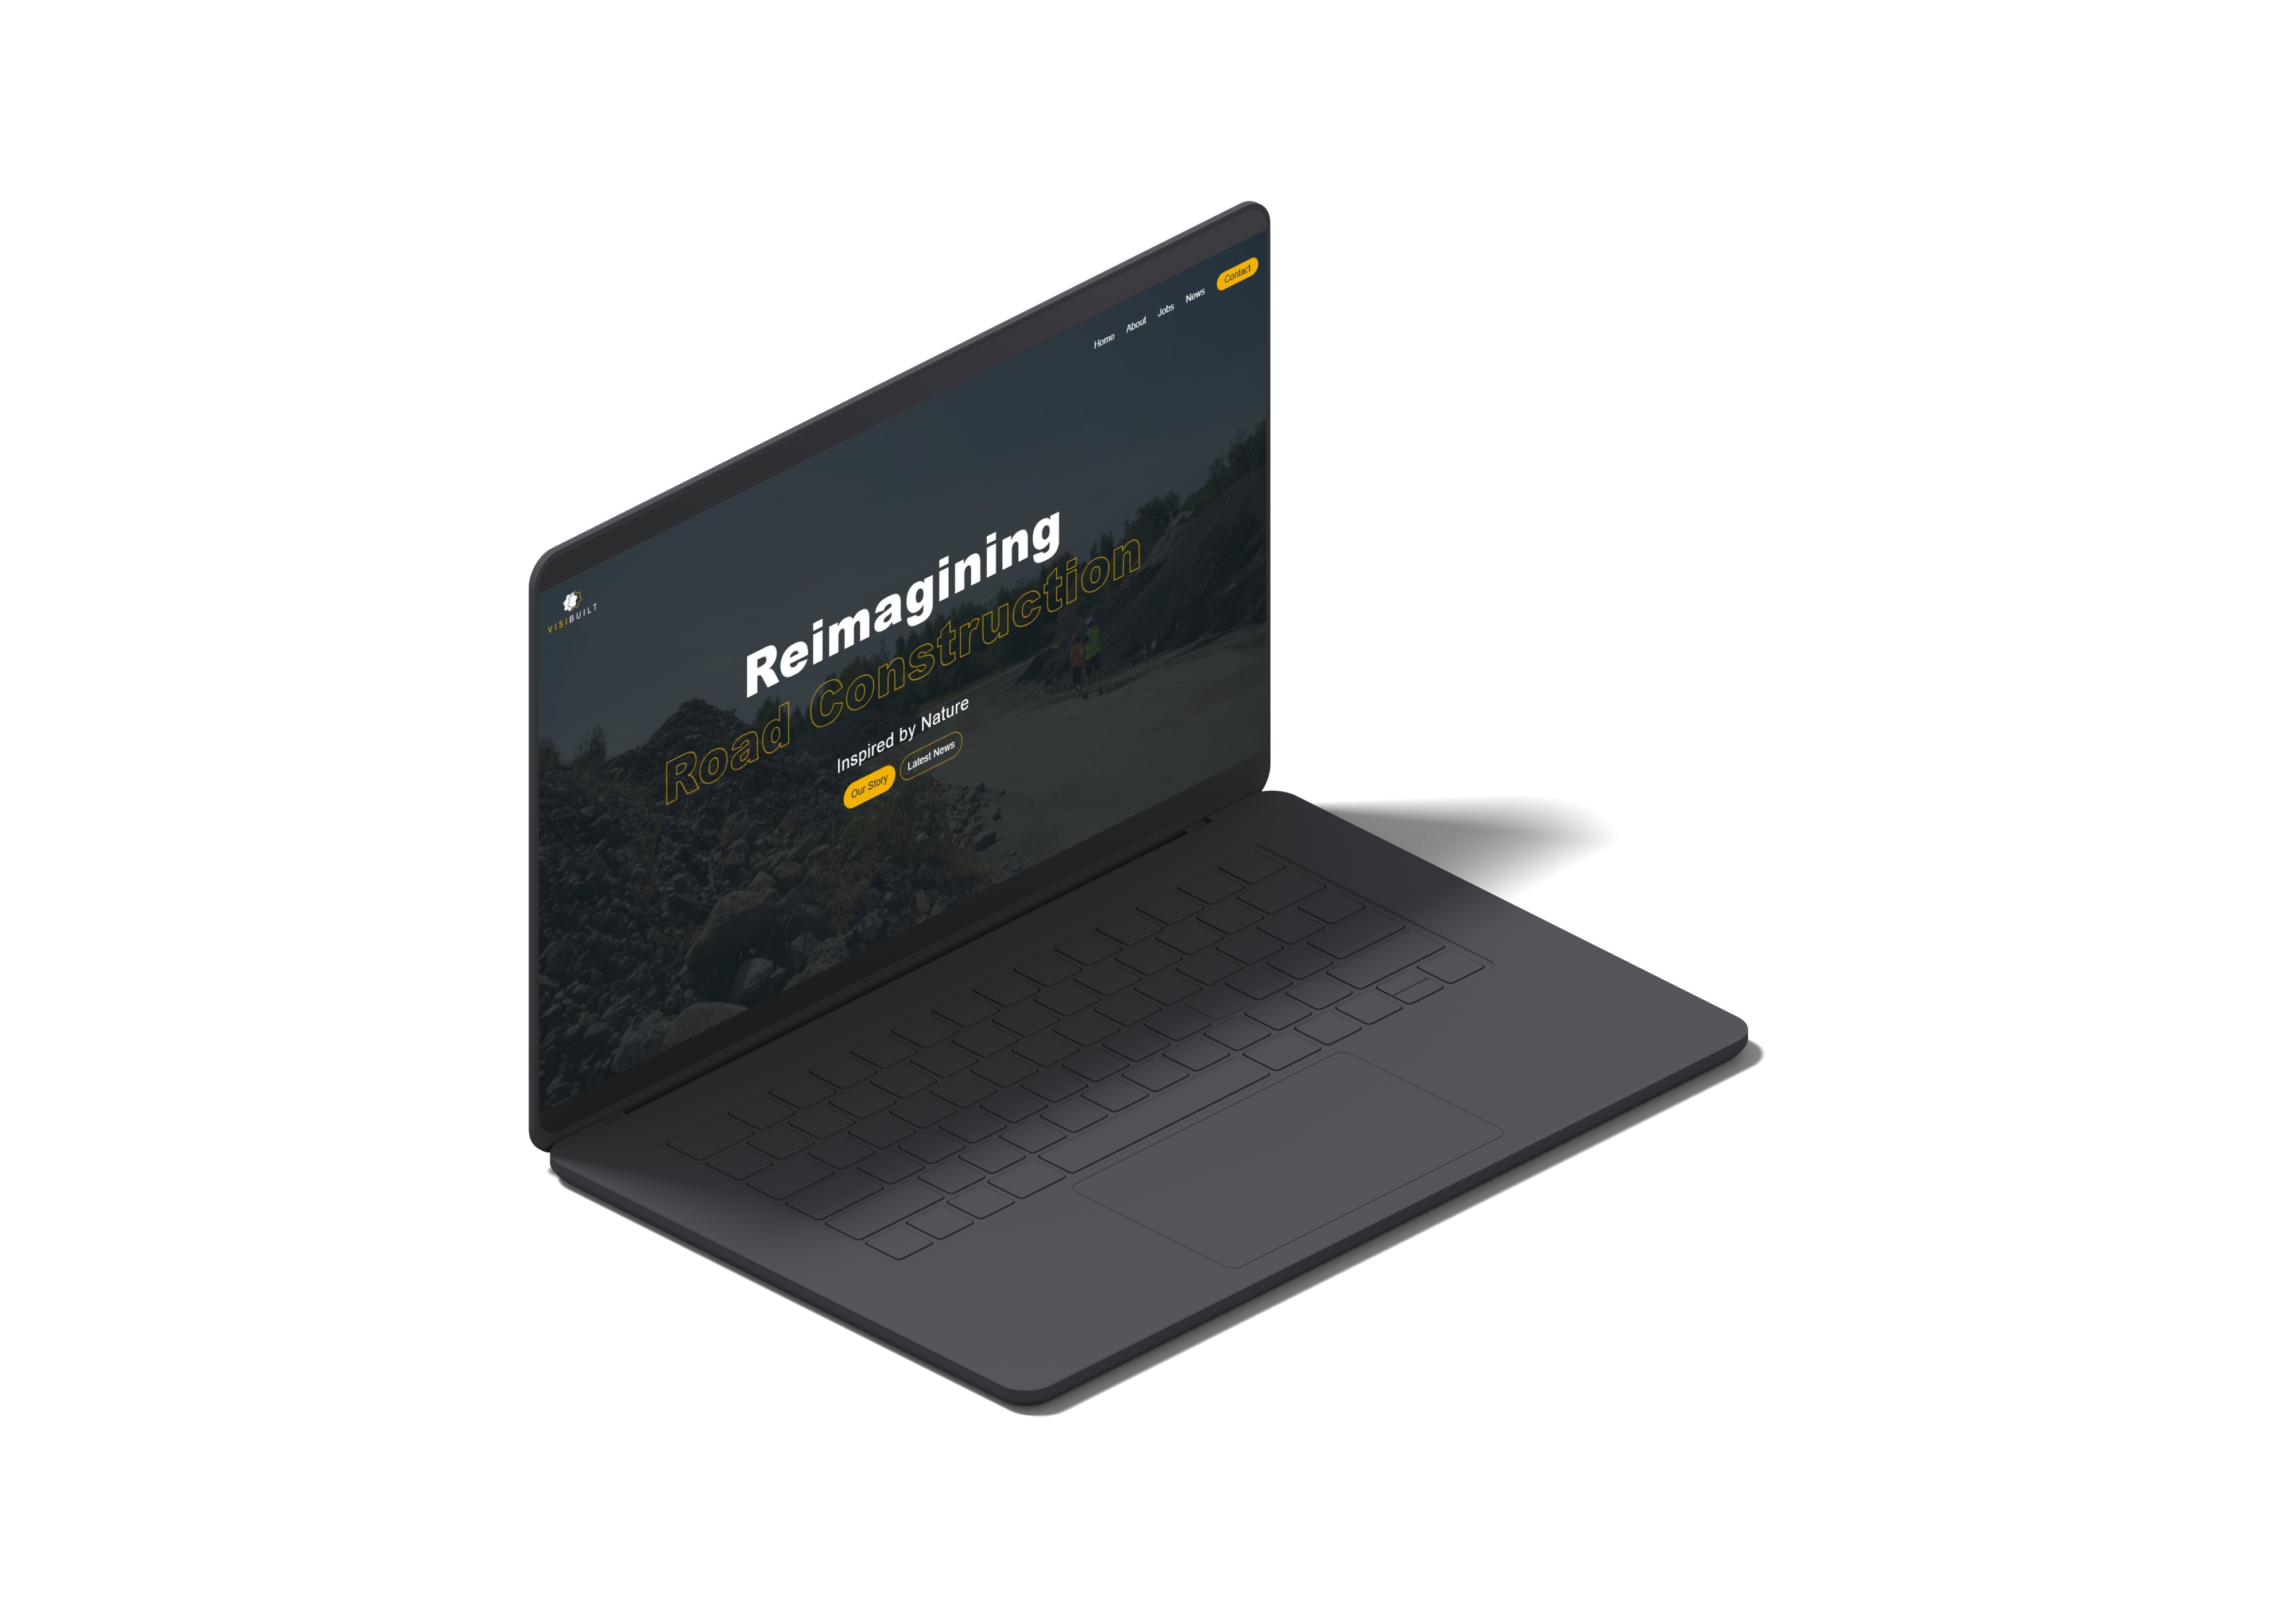 VISIBUILT
Home About Jobs News Contact
Reimagining
Road Construction
Inspired by Nature
Our Story Latest News